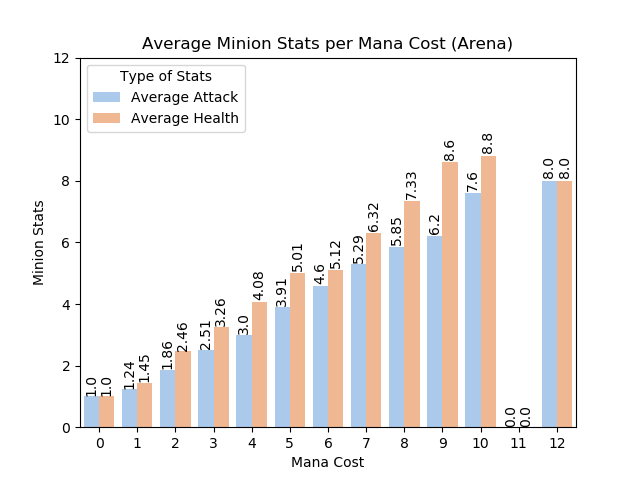 Average Minion Stats per Mana Cost (Arena)
Type of Stats
Average Attack
Average Health
Minion Stats
12
10
8
6
4
2
0
1.0 1.0
1.24 1.45
1.86 2.46
2.51 3.26
3.0 4.08
3.91 5.01
4.6 5.12
5.29 6.32
5.85 7.33
6.2 8.6
7.6 8.8
0.0 0.0
8.0 8.0
0 1 2 3 4 5 6 7 8 9 10 11 12
Mana Cost